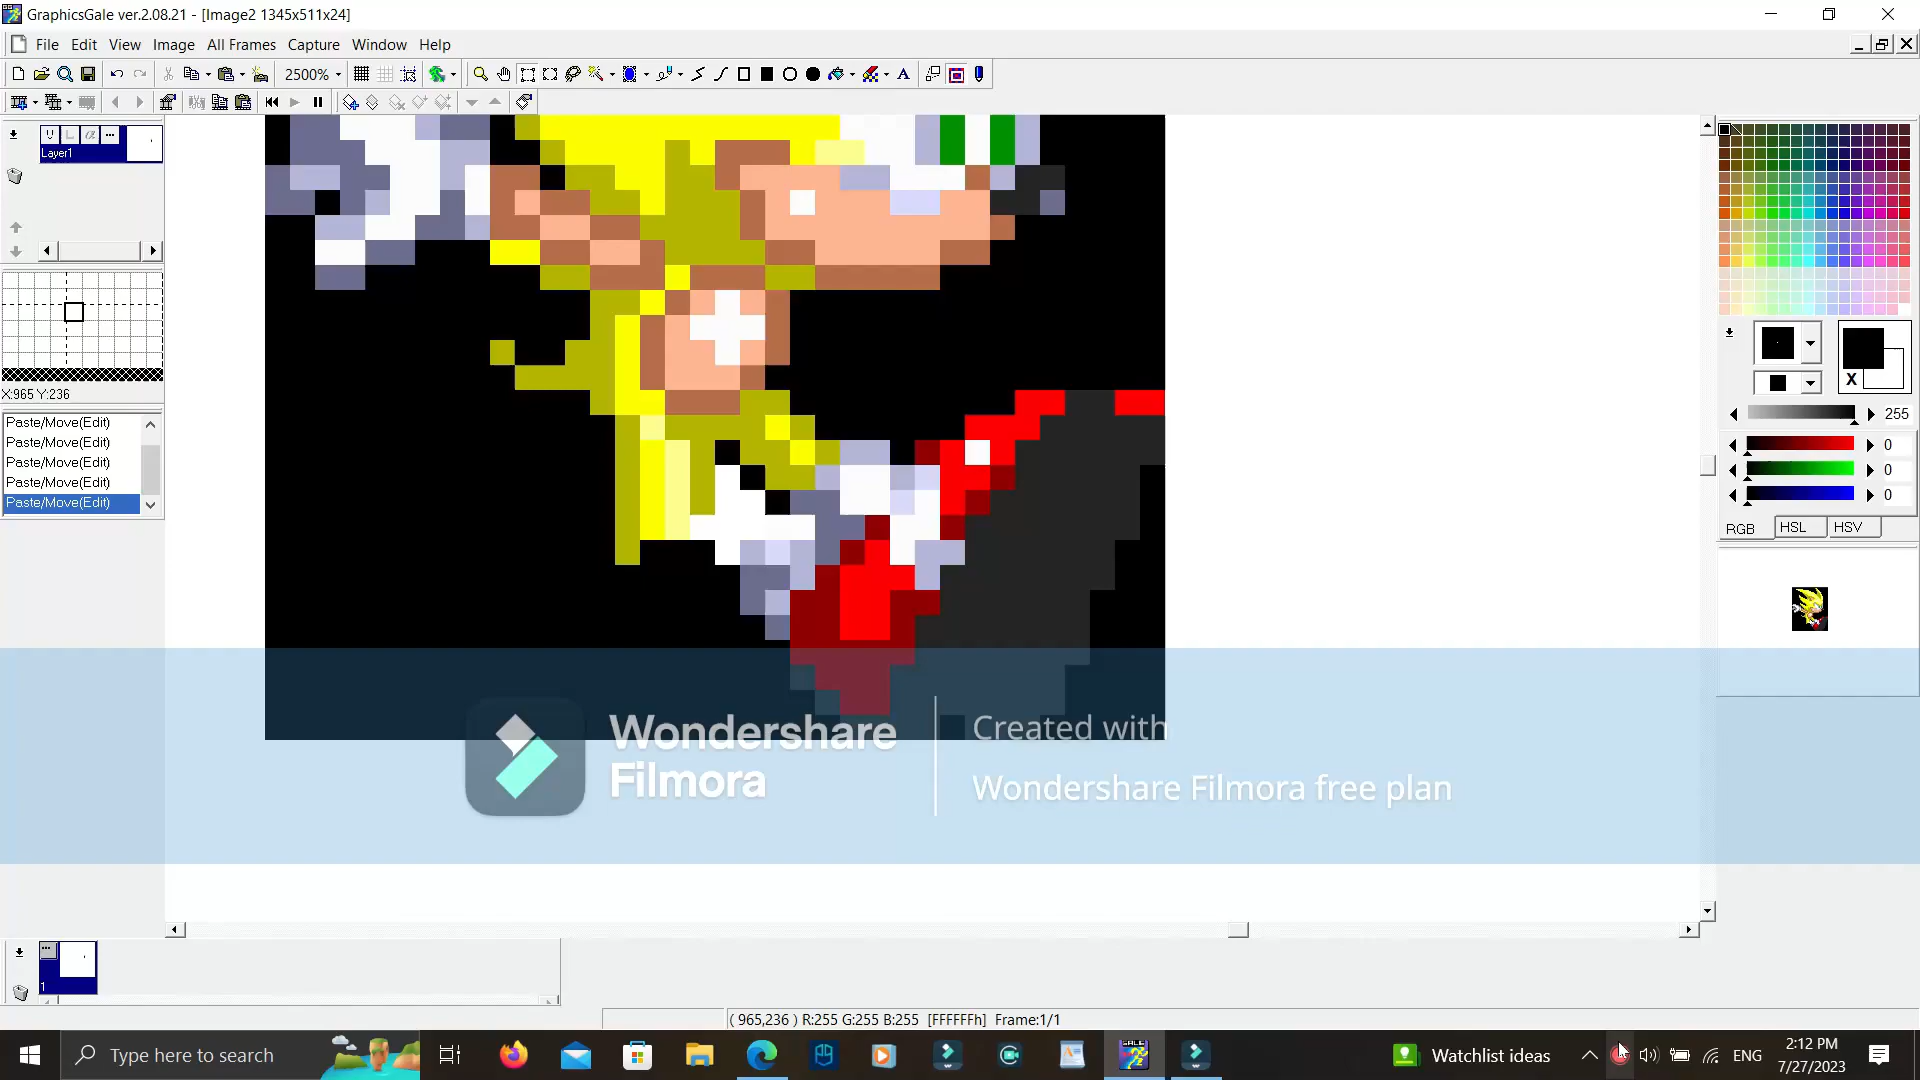 GraphicsGale ver.2.08.21 - [Image2 1345x511x24]
File Edit View Image All Frames Capture Window Help
2500%
Layer1
X:965 Y:236
Paste/Move(Edit)
Paste/Move(Edit)
Paste/Move(Edit)
Paste/Move(Edit)
Paste/Move(Edit)
X
255
0
0
0
RGB HSL HSV
Wondershare
Filmora
Created with
Wondershare Filmora free plan
1
( 965,236 ) R:255 G:255 B:255 [FFFFFFh] Frame:1/1
Type here to search
Watchlist ideas
ENG
2:12 PM
7/27/2023